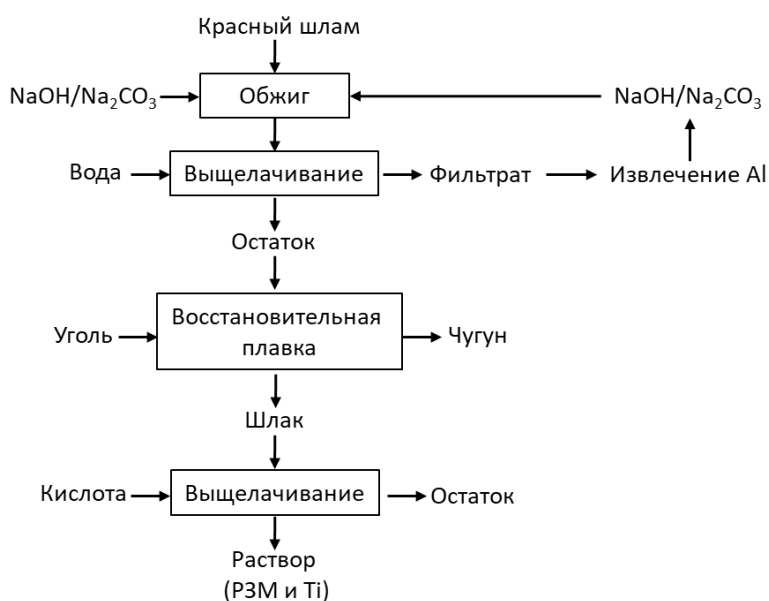 Красный шлам
NaOH/Na₂CO₃
Обжиг
NaOH/Na₂CO₃
Вода
Выщелачивание
Фильтрат
Извлечение Al
Остаток
Уголь
Восстановительная
плавка
Чугун
Шлак
Кислота
Выщелачивание
Остаток
Раствор
(РЗМ и Ti)